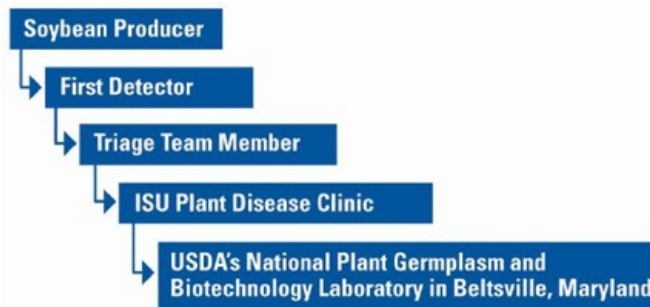 Soybean Producer
First Detector
Triage Team Member
ISU Plant Disease Clinic
USDA's National Plant Germplasm and
Biotechnology Laboratory in Beltsville, Maryland